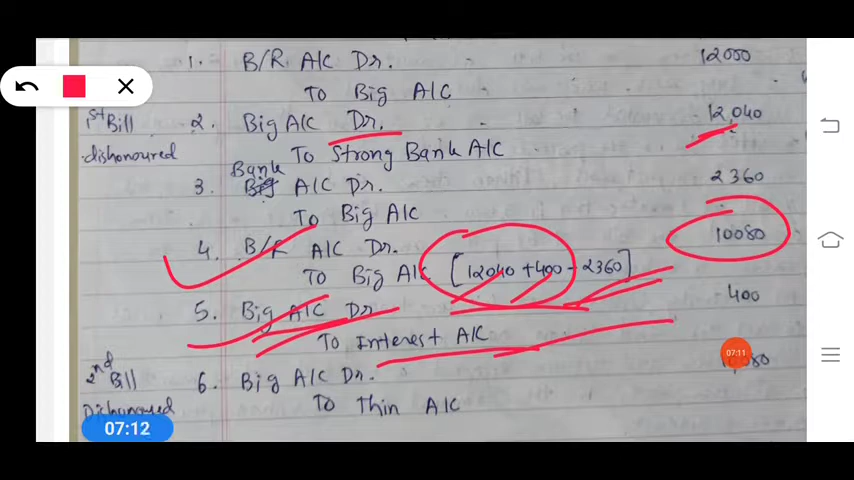 1. B/R A/C Dr. 12000
To Big A/C
1st Bill 2. Big A/C Dr. 12,040
dishonoured To Strong Bank A/C
Bank
3. A/C Dr. 2360
To Big A/C
4. B/R A/C Dr. 10080
To Big A/C [12040 + 400 - 2360]
5. Big A/C Dr 400
To Interest A/C
07:11
2nd Bill 6. Big A/C Dr.
Dishonoured To Thin A/C
07:12